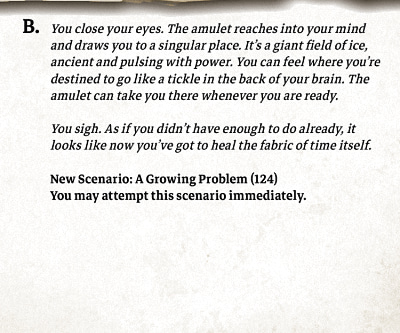 B. You close your eyes. The amulet reaches into your mind
and draws you to a singular place. It's a giant field of ice,
ancient and pulsing with power. You can feel where you're
destined to go like a tickle in the back of your brain. The
amulet can take you there whenever you are ready.
You sigh. As if you didn't have enough to do already, it
looks like now you've got to heal the fabric of time itself.
New Scenario: A Growing Problem (124)
You may attempt this scenario immediately.